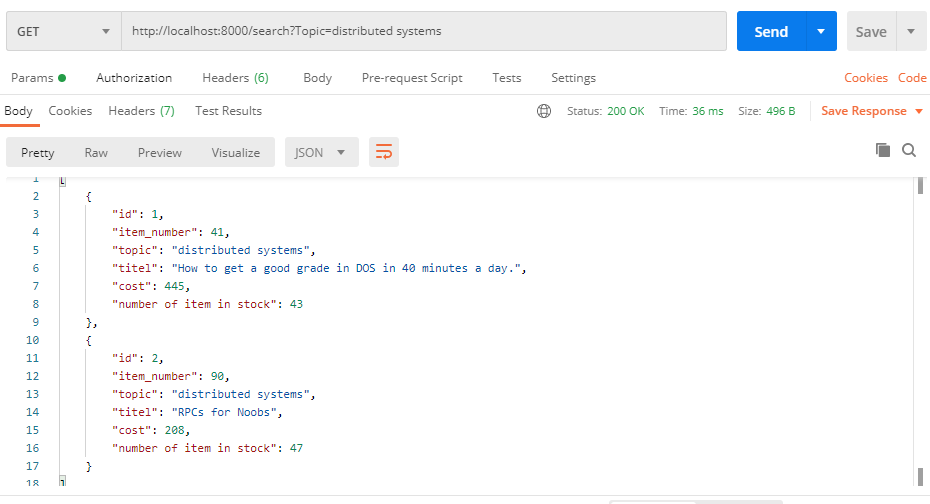 GET http://localhost:8000/search?Topic=distributed systems Send Save
Params Authorization Headers (6) Body Pre-request Script Tests Settings Cookies Code
Body Cookies Headers (7) Test Results Status: 200 OK Time: 36 ms Size: 496 B Save Response
Pretty Raw Preview Visualize JSON
1 [
2 {
3 "id": 1,
4 "item_number": 41,
5 "topic": "distributed systems",
6 "titel": "How to get a good grade in DOS in 40 minutes a day.",
7 "cost": 445,
8 "number of item in stock": 43
9 },
10 {
11 "id": 2,
12 "item_number": 90,
13 "topic": "distributed systems",
14 "titel": "RPCs for Noobs",
15 "cost": 208,
16 "number of item in stock": 47
17 }
18 ]